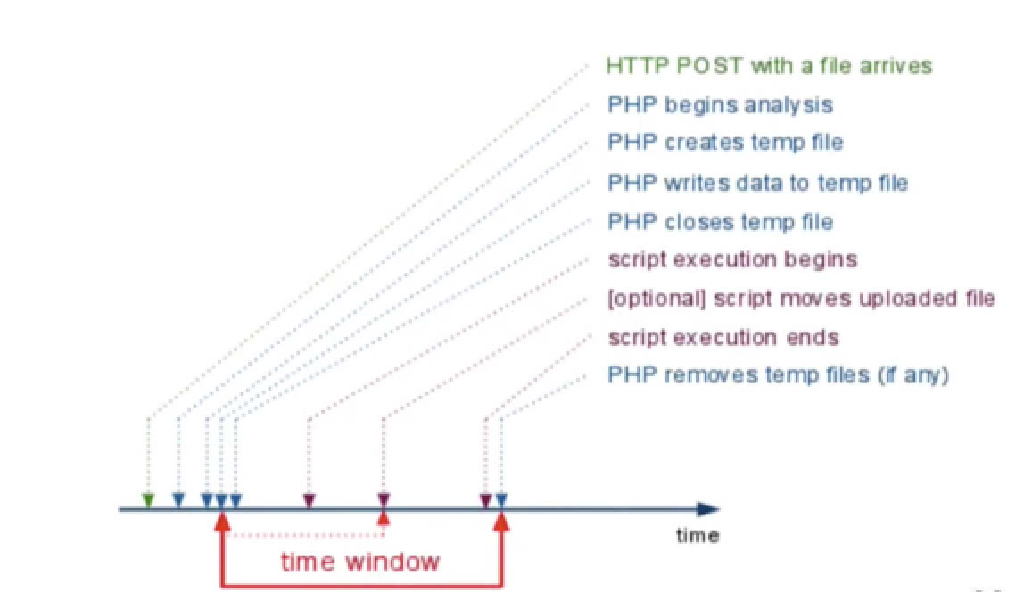 HTTP POST with a file arrives
PHP begins analysis
PHP creates temp file
PHP writes data to temp file
PHP closes temp file
script execution begins
[optional] script moves uploaded file
script execution ends
PHP removes temp files (if any)
time
time window